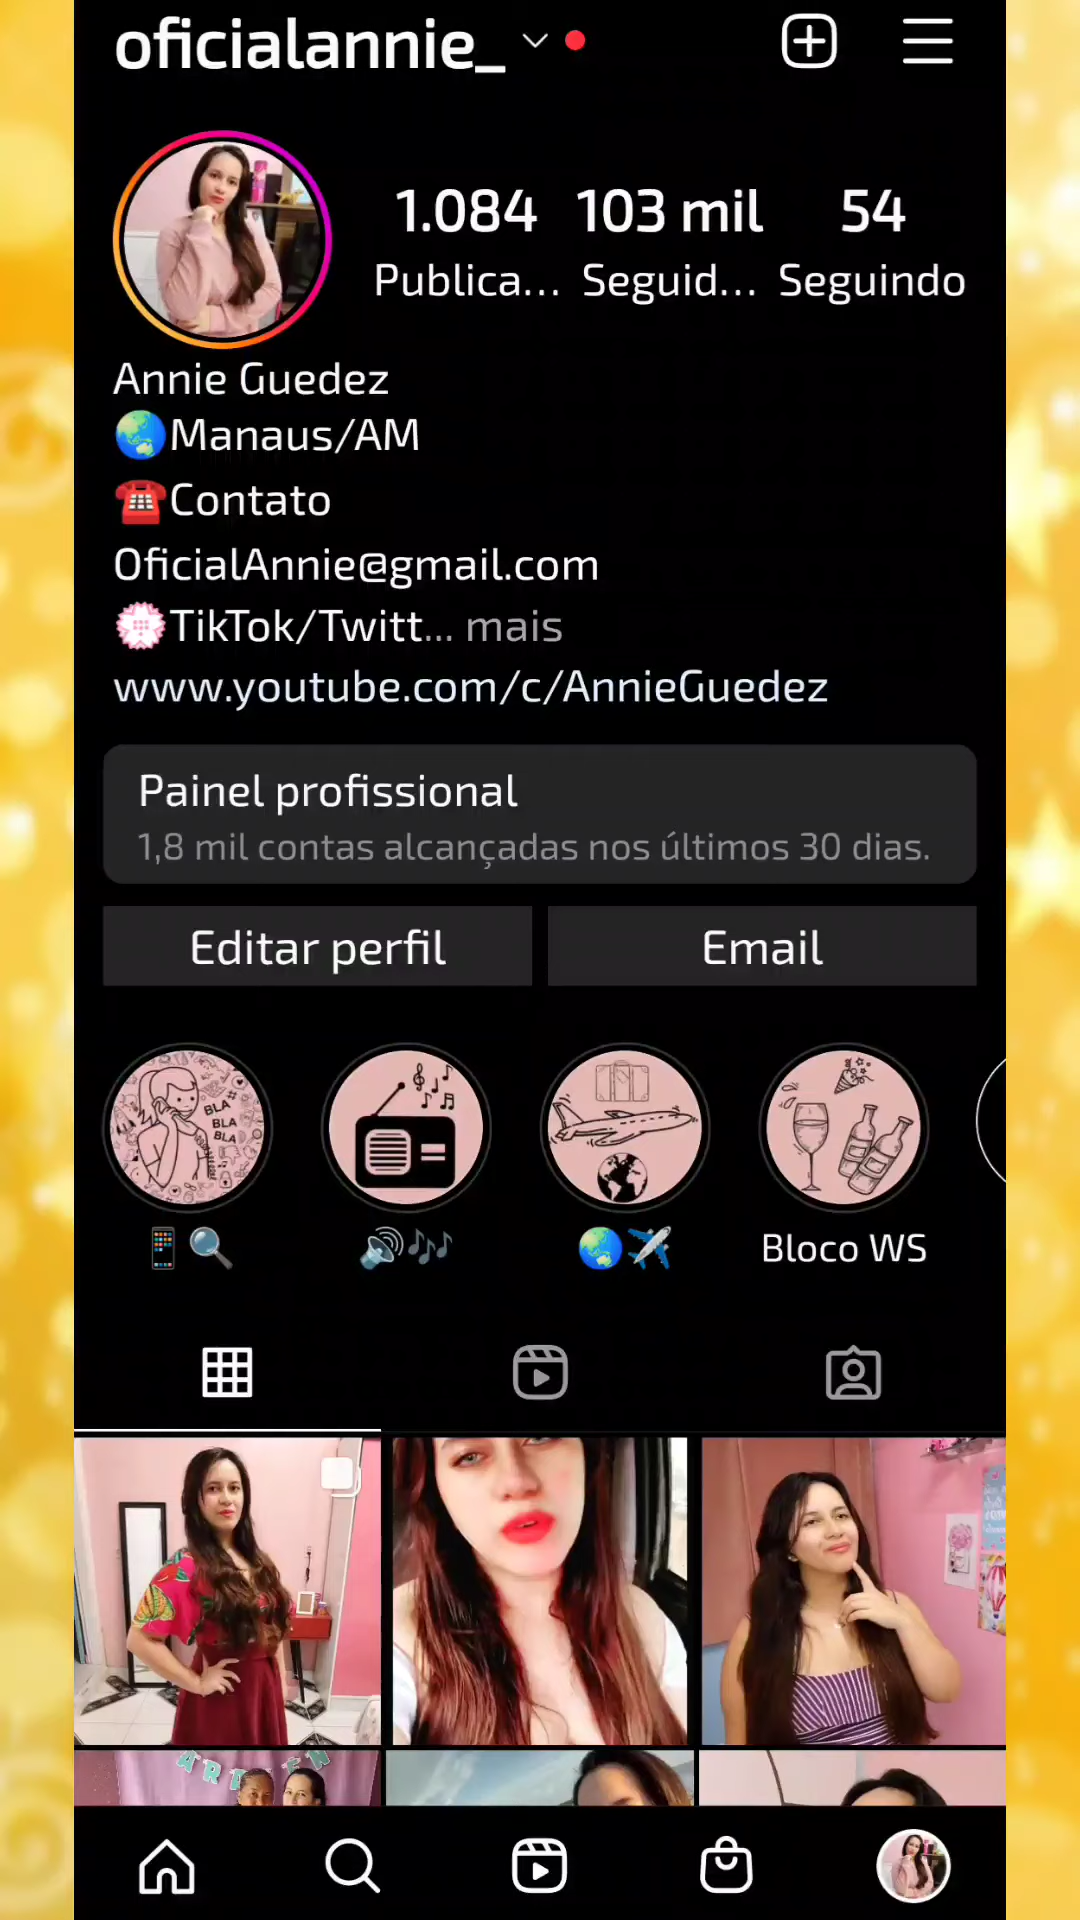 oficialannie_
1.084 103 mil 54
Publica... Seguid... Seguindo
Annie Guedez
Manaus/AM
Contato
OficialAnnie@gmail.com
TikTok/Twitt... mais
www.youtube.com/c/AnnieGuedez
Painel profissional
1,8 mil contas alcançadas nos últimos 30 dias.
Editar perfil Email
BLA
BLA
BLA
Bloco WS